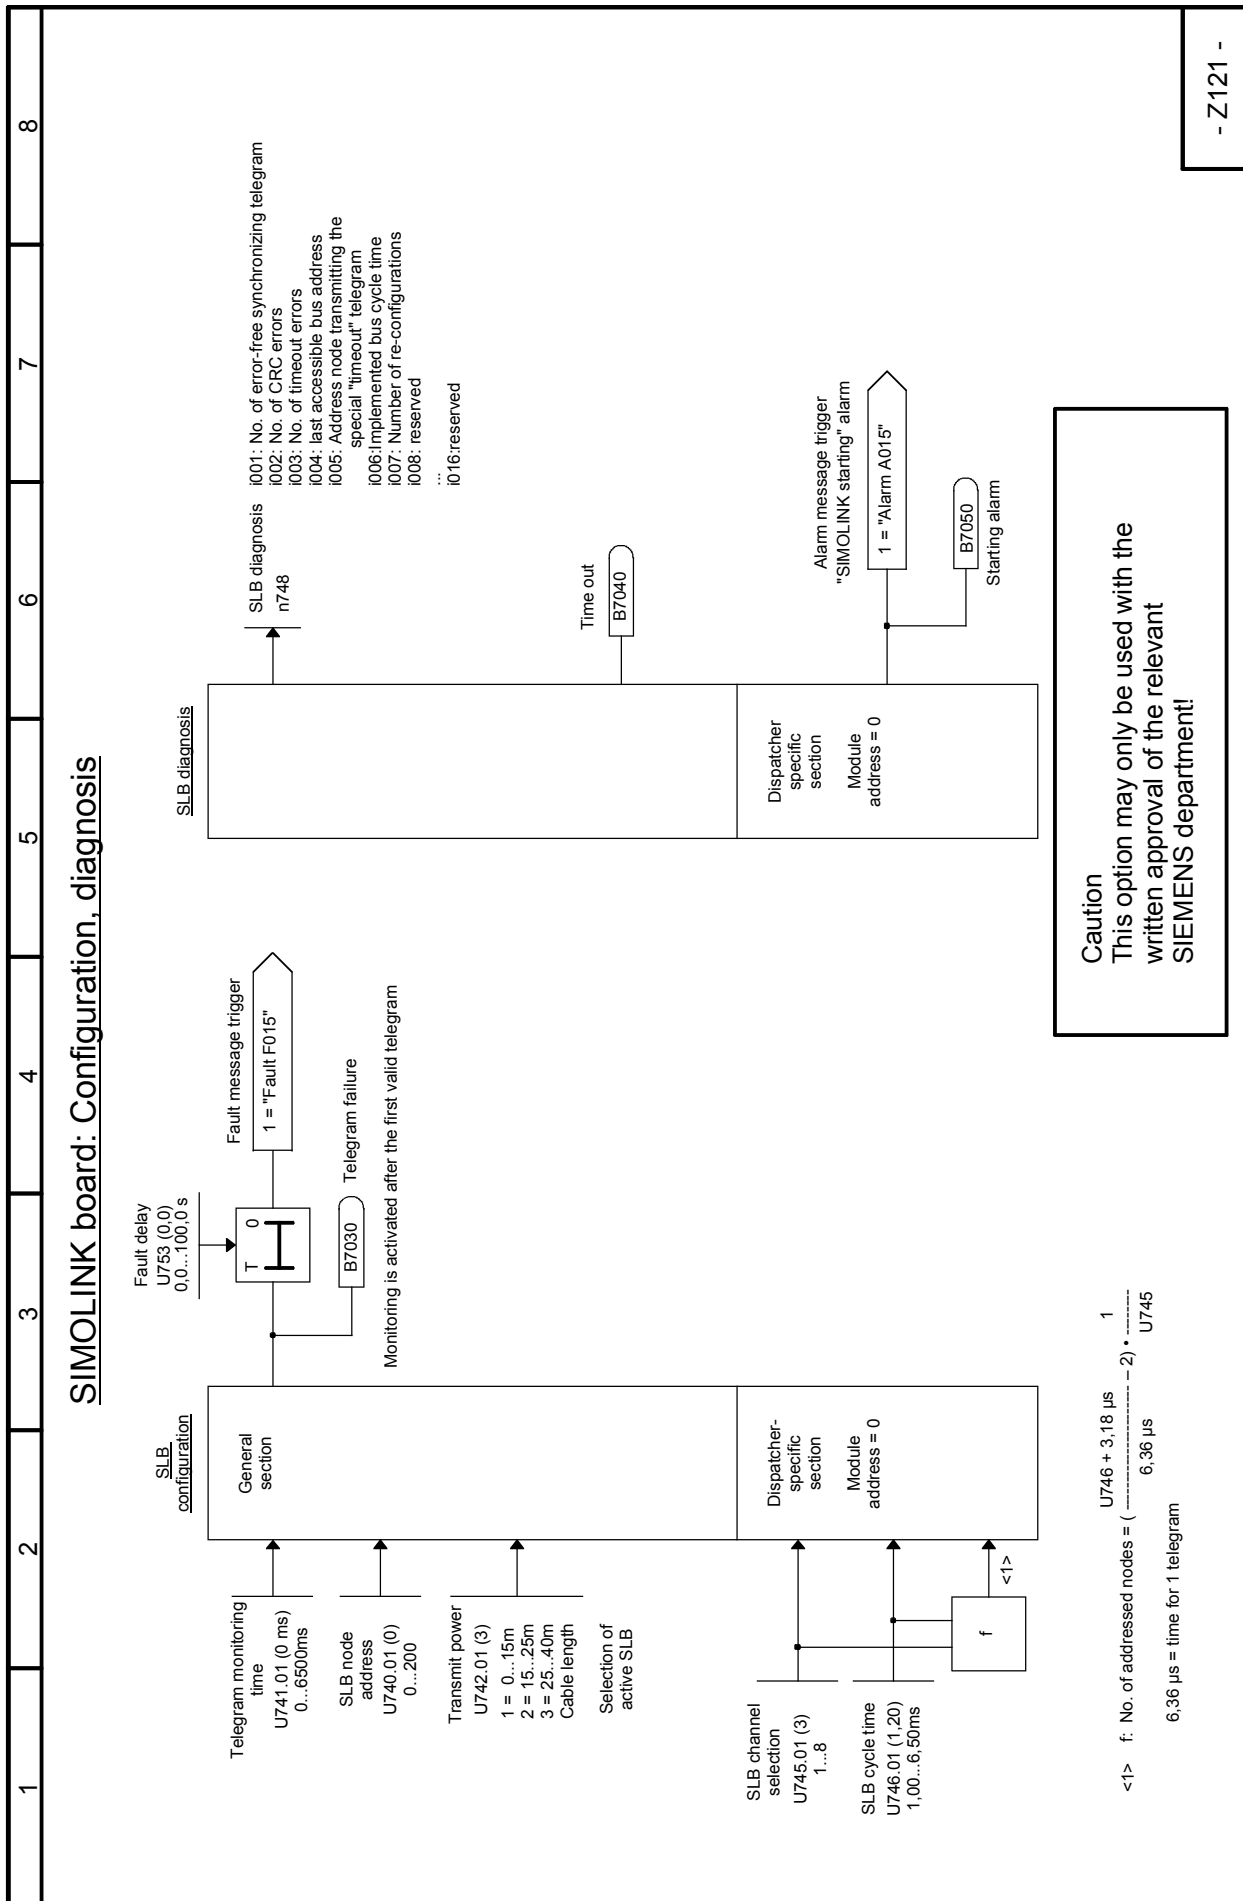 1 2 3 4 5 6 7 8
SIMOLINK board: Configuration, diagnosis
SLB
configuration
General
section
Telegram monitoring
time
U741.01 (0 ms)
0...6500ms
SLB node
address
U740.01 (0)
0...200
Transmit power
U742.01 (3)
1 = 0...15m
2 = 15...25m
3 = 25...40m
Cable length
Selection of
active SLB
Dispatcher-
specific
section
Module
address = 0
SLB channel
selection
U745.01 (3)
1...8
SLB cycle time
U746.01 (1,20)
1,00...6,50ms
f
<1>
Fault delay
U753 (0,0)
0,0...100,0 s
T 0
Fault message trigger
1 = "Fault F015"
B7030
Telegram failure
Monitoring is activated after the first valid telegram
SLB diagnosis
SLB diagnosis
n748
i001: No. of error-free synchronizing telegram
i002: No. of CRC errors
i003: No. of timeout errors
i004: last accessible bus address
i005: Address node transmitting the
special "timeout" telegram
i006:Implemented bus cycle time
i007: Number of re-configurations
i008: reserved
...
i016:reserved
Time out
B7040
Dispatcher
specific
section
Module
address = 0
Alarm message trigger
"SIMOLINK starting" alarm
1 = "Alarm A015"
B7050
Starting alarm
<1> f: No. of addressed nodes = ( U746 + 3,18 µs ---------------------- 6,36 µs – 2) • 1 -------- U745
6,36 µs = time for 1 telegram
Caution
This option may only be used with the
written approval of the relevant
SIEMENS department!
- Z121 -